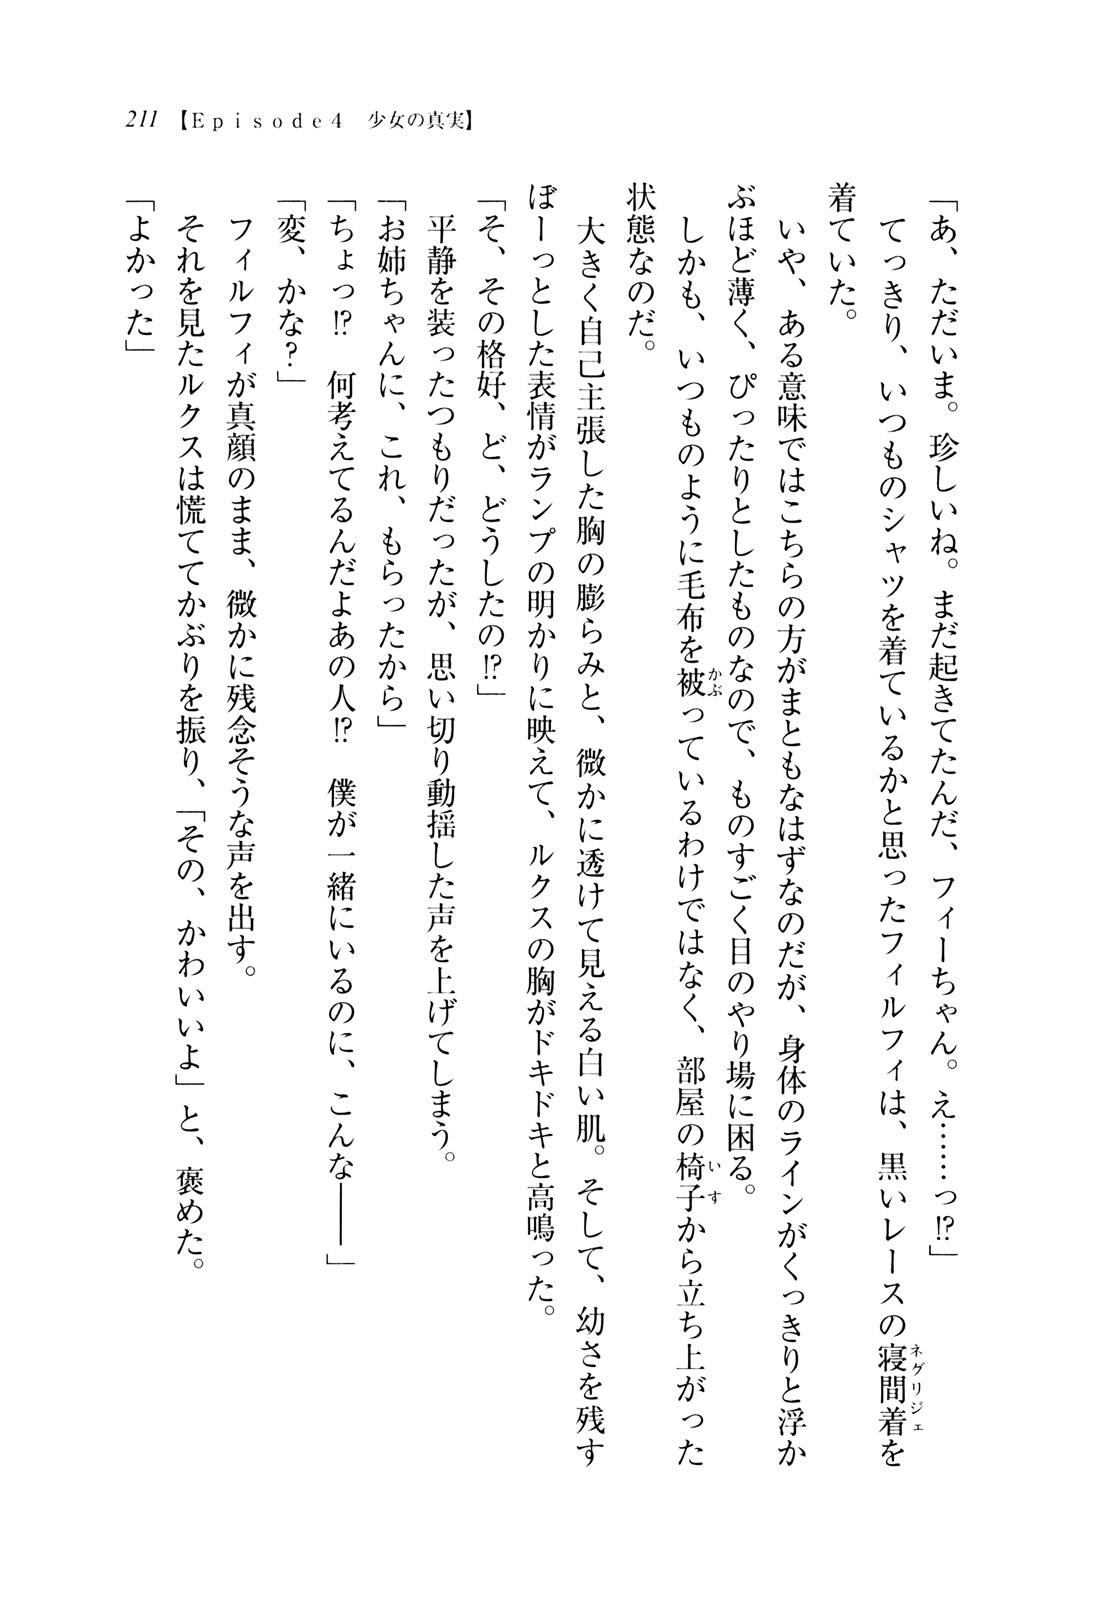 211 【Episode4　少女の真実】
「あ、ただいま。珍しいね。まだ起きてたんだ、フィーちゃん。え……っ!?」
　てっきり、いつものシャツを着ているかと思ったフィルフィは、黒いレースの寝間着を
ネグリジェ
着ていた。
　いや、ある意味ではこちらの方がまともなはずなのだが、身体のラインがくっきりと浮か
ぶほど薄く、ぴったりとしたものなので、ものすごく目のやり場に困る。
　しかも、いつものように毛布を被っているわけではなく、部屋の椅子から立ち上がった
かぶ
いす
状態なのだ。
　大きく自己主張した胸の膨らみと、微かに透けて見える白い肌。そして、幼さを残す
ぼーっとした表情がランプの明かりに映えて、ルクスの胸がドキドキと高鳴った。
「そ、その格好、ど、どうしたの!?」
　平静を装ったつもりだったが、思い切り動揺した声を上げてしまう。
「お姉ちゃんに、これ、もらったから」
「ちょっ!?　何考えてるんだよあの人!?　僕が一緒にいるのに、こんな――」
「変、かな?」
　フィルフィが真顔のまま、微かに残念そうな声を出す。
　それを見たルクスは慌ててかぶりを振り、「その、かわいいよ」と、褒めた。
「よかった」